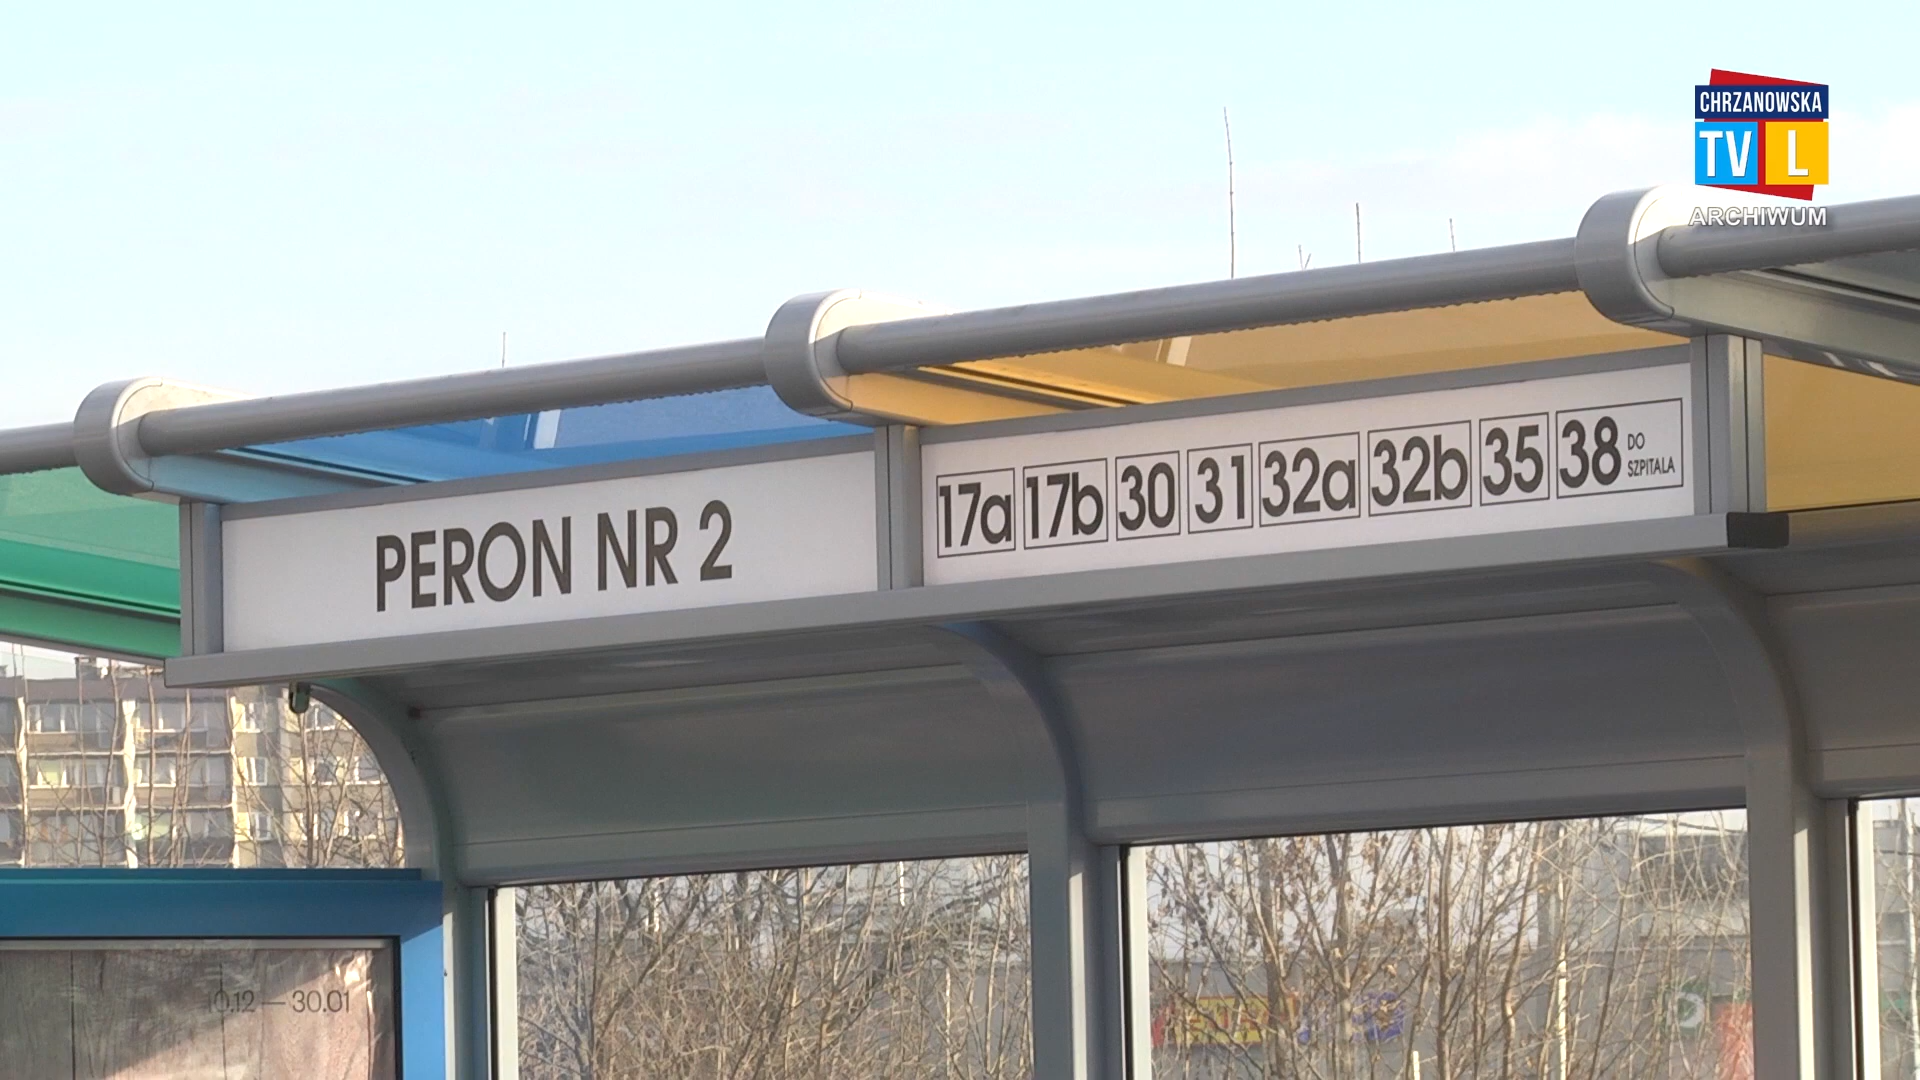 CHRZANOWSKA
TV L
ARCHIWUM
PERON NR 2
17a 17b 30 31 32a 32b 35 38 DO
SZPITALA
10.12 — 30.01